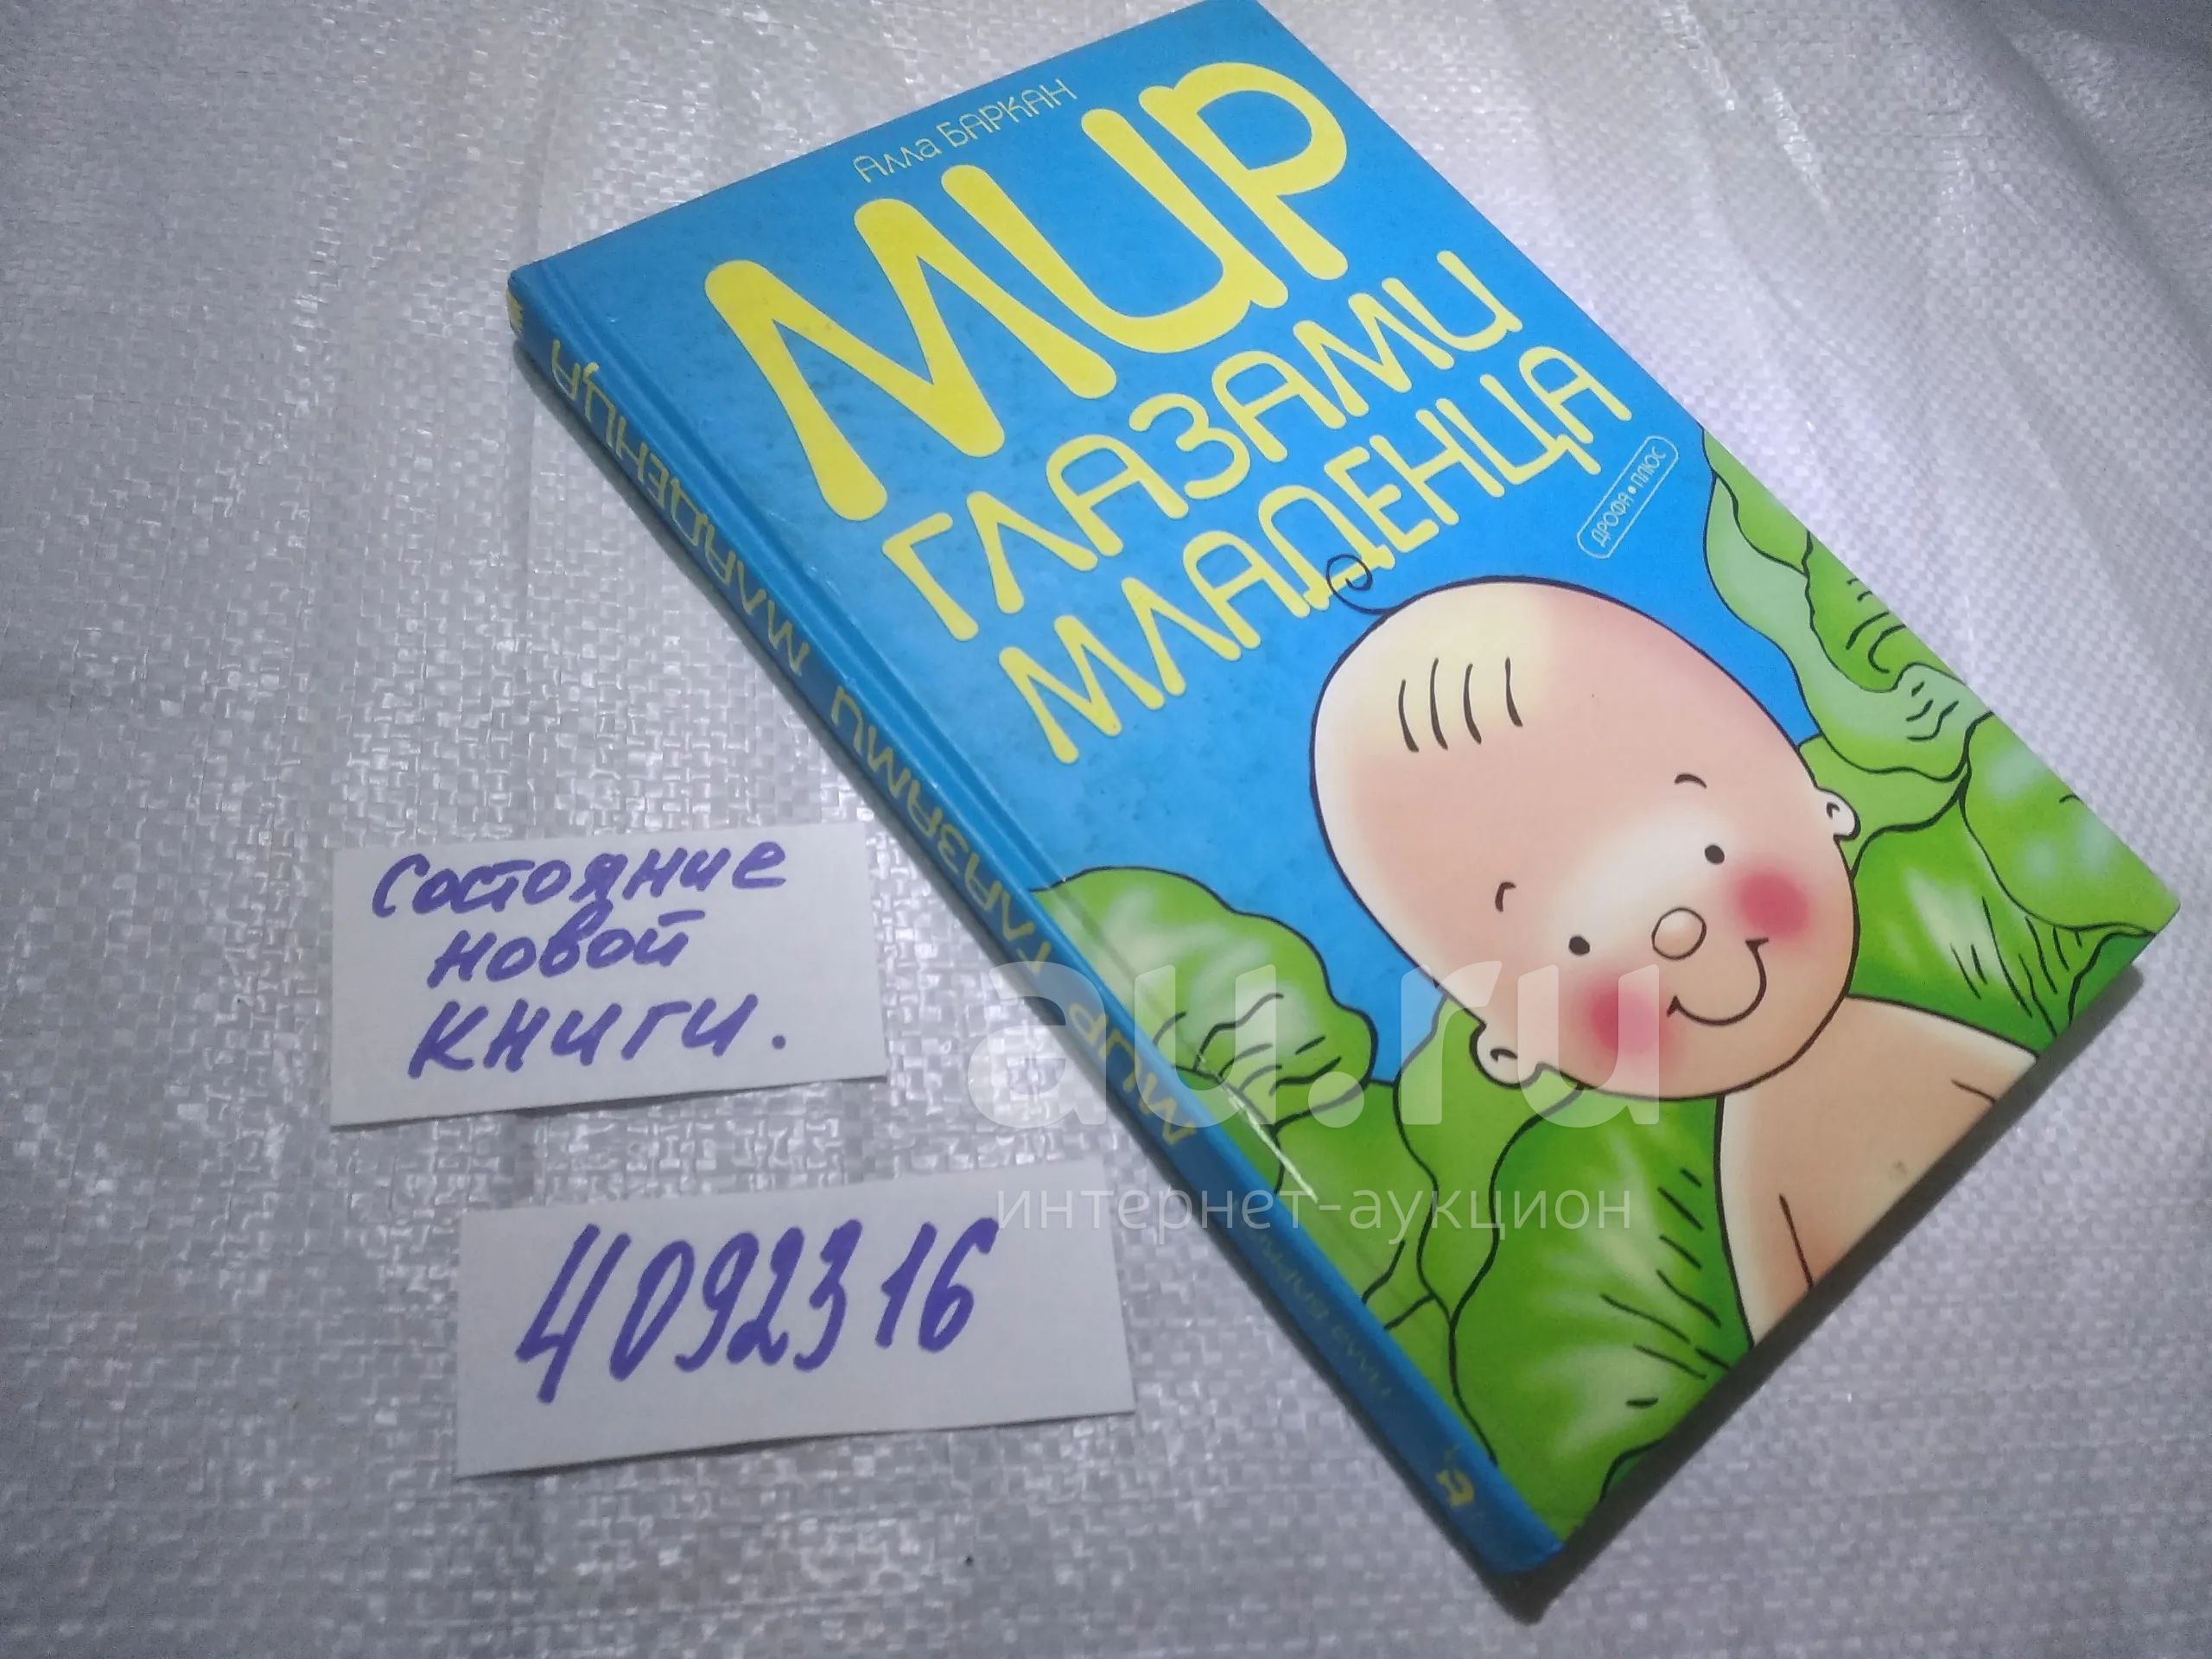 Алла БАРКАН
МИР
ГЛАЗАМИ
МЛАДЕНЦА
ДРОФА • ПЛЮС
МИР ГЛАЗАМИ МЛАДЕНЦА
Состояние
новой
книги.
4092316
au.ru
интернет-аукцион